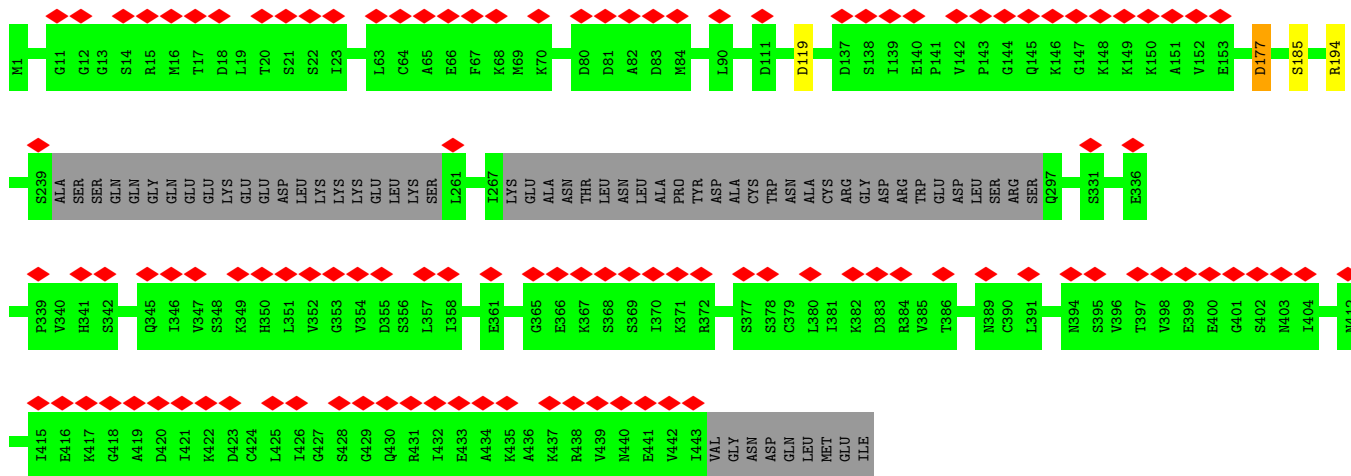 M1 G11 G12 G13 S14 R15 M16 T17 D18 L19 T20 S21 S22 I23 L63 C64 A65 E66 F67 K68 M69 K70 D80 D81 A82 D83 M84 L90 D111 D119 D137 S138 I139 E140 P141 V142 P143 G144 Q145 K146 G147 K148 K149 K150 A151 V152 E153 D177 S185 R194
S239 ALA SER SER GLN GLN GLY GLN GLU GLU LYS GLU GLU ASP LEU LYS LYS LYS GLU LEU LYS SER L261 I267 LYS GLU ALA ASN THR LEU ASN LEU ALA PRO TYR ASP ALA CYS TRP ASN ALA CYS ARG GLY ASP ARG TRP GLU ASP LEU SER ARG SER Q297 S331 E336
P339 V340 H341 S342 Q345 I346 V347 S348 K349 H350 L351 V352 G353 V354 D355 S356 L357 I358 E361 G365 E366 K367 S368 S369 I370 K371 R372 S377 S378 C379 L380 I381 K382 D383 R384 V385 T386 N389 C390 L391 N394 S395 V396 T397 V398 E399 E400 G401 S402 N403 I404 N412
I415 E416 K417 G418 A419 D420 I421 K422 D423 C424 L425 I426 G427 S428 G429 Q430 R431 I432 E433 A434 K435 A436 K437 R438 V439 N440 E441 V442 I443 VAL GLY ASN ASP GLN LEU MET GLU ILE